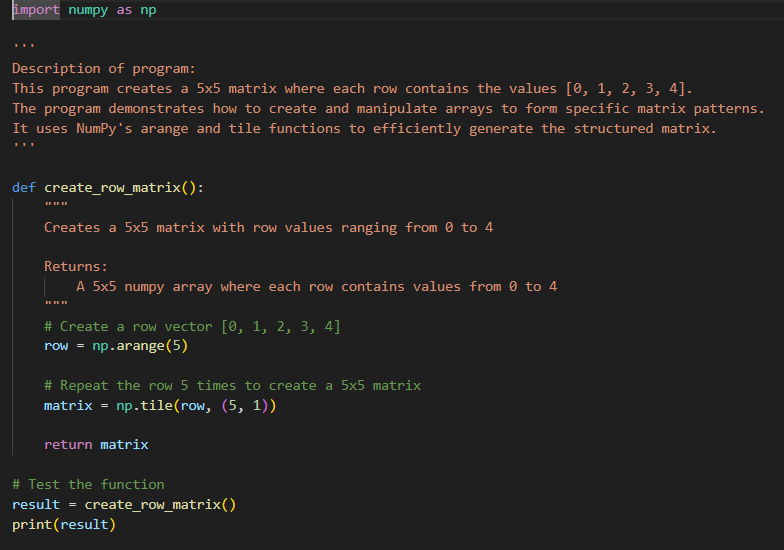 import numpy as np
'''
Description of program:
This program creates a 5x5 matrix where each row contains the values [0, 1, 2, 3, 4].
The program demonstrates how to create and manipulate arrays to form specific matrix patterns.
It uses NumPy's arange and tile functions to efficiently generate the structured matrix.
'''
def create_row_matrix():
    """
    Creates a 5x5 matrix with row values ranging from 0 to 4
    Returns:
        A 5x5 numpy array where each row contains values from 0 to 4
    """
    # Create a row vector [0, 1, 2, 3, 4]
    row = np.arange(5)
    # Repeat the row 5 times to create a 5x5 matrix
    matrix = np.tile(row, (5, 1))
    return matrix
# Test the function
result = create_row_matrix()
print(result)